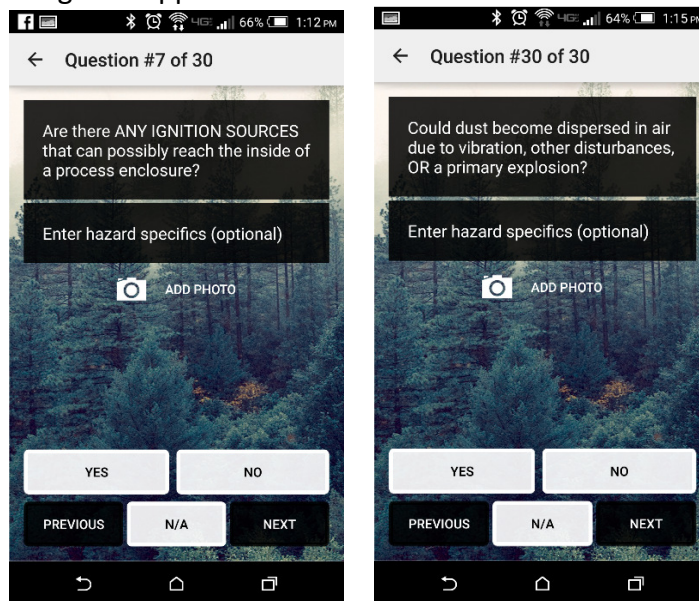 66% 1:12 PM
Question #7 of 30
Are there ANY IGNITION SOURCES
that can possibly reach the inside of
a process enclosure?
Enter hazard specifics (optional)
ADD PHOTO
YES NO
PREVIOUS N/A NEXT
64% 1:15 PM
Question #30 of 30
Could dust become dispersed in air
due to vibration, other disturbances,
OR a primary explosion?
Enter hazard specifics (optional)
ADD PHOTO
YES NO
PREVIOUS N/A NEXT